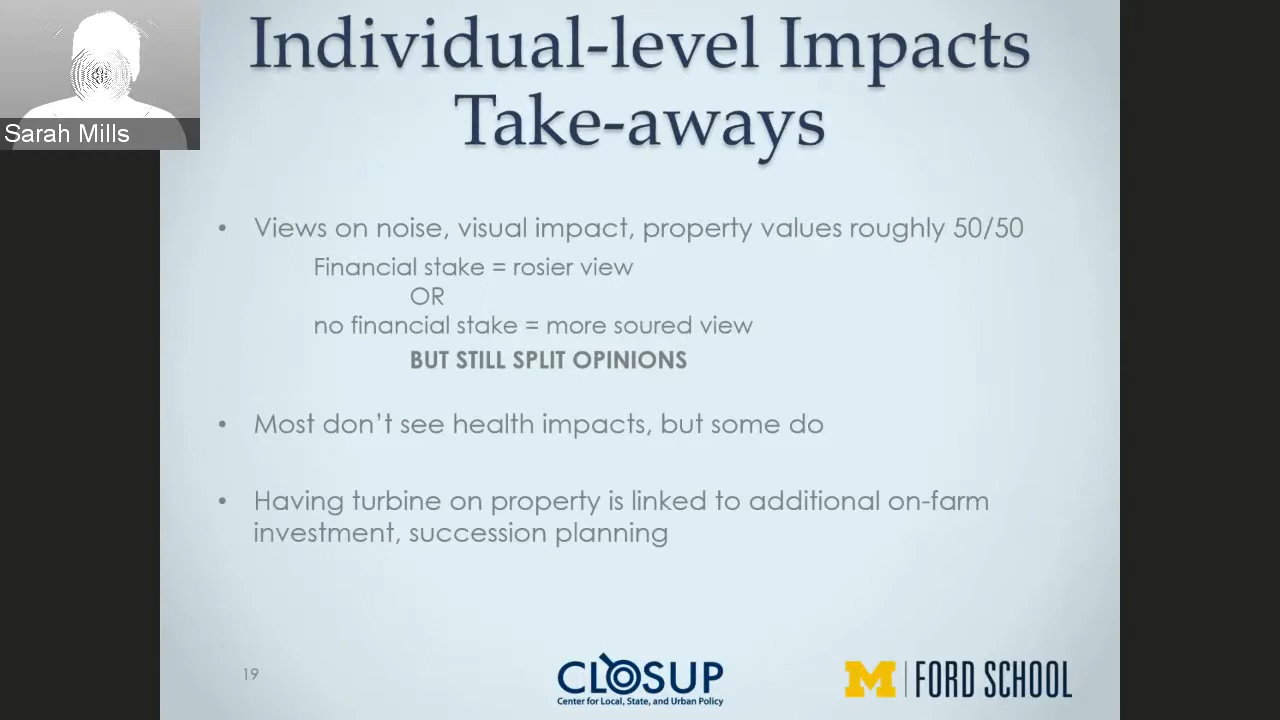 Individual-level Impacts
Take-aways
Sarah Mills
• Views on noise, visual impact, property values roughly 50/50
Financial stake = rosier view
OR
no financial stake = more soured view
BUT STILL SPLIT OPINIONS
• Most don't see health impacts, but some do
• Having turbine on property is linked to additional on-farm
investment, succession planning
19
CLOSUP
Center for Local, State, and Urban Policy
M | FORD SCHOOL